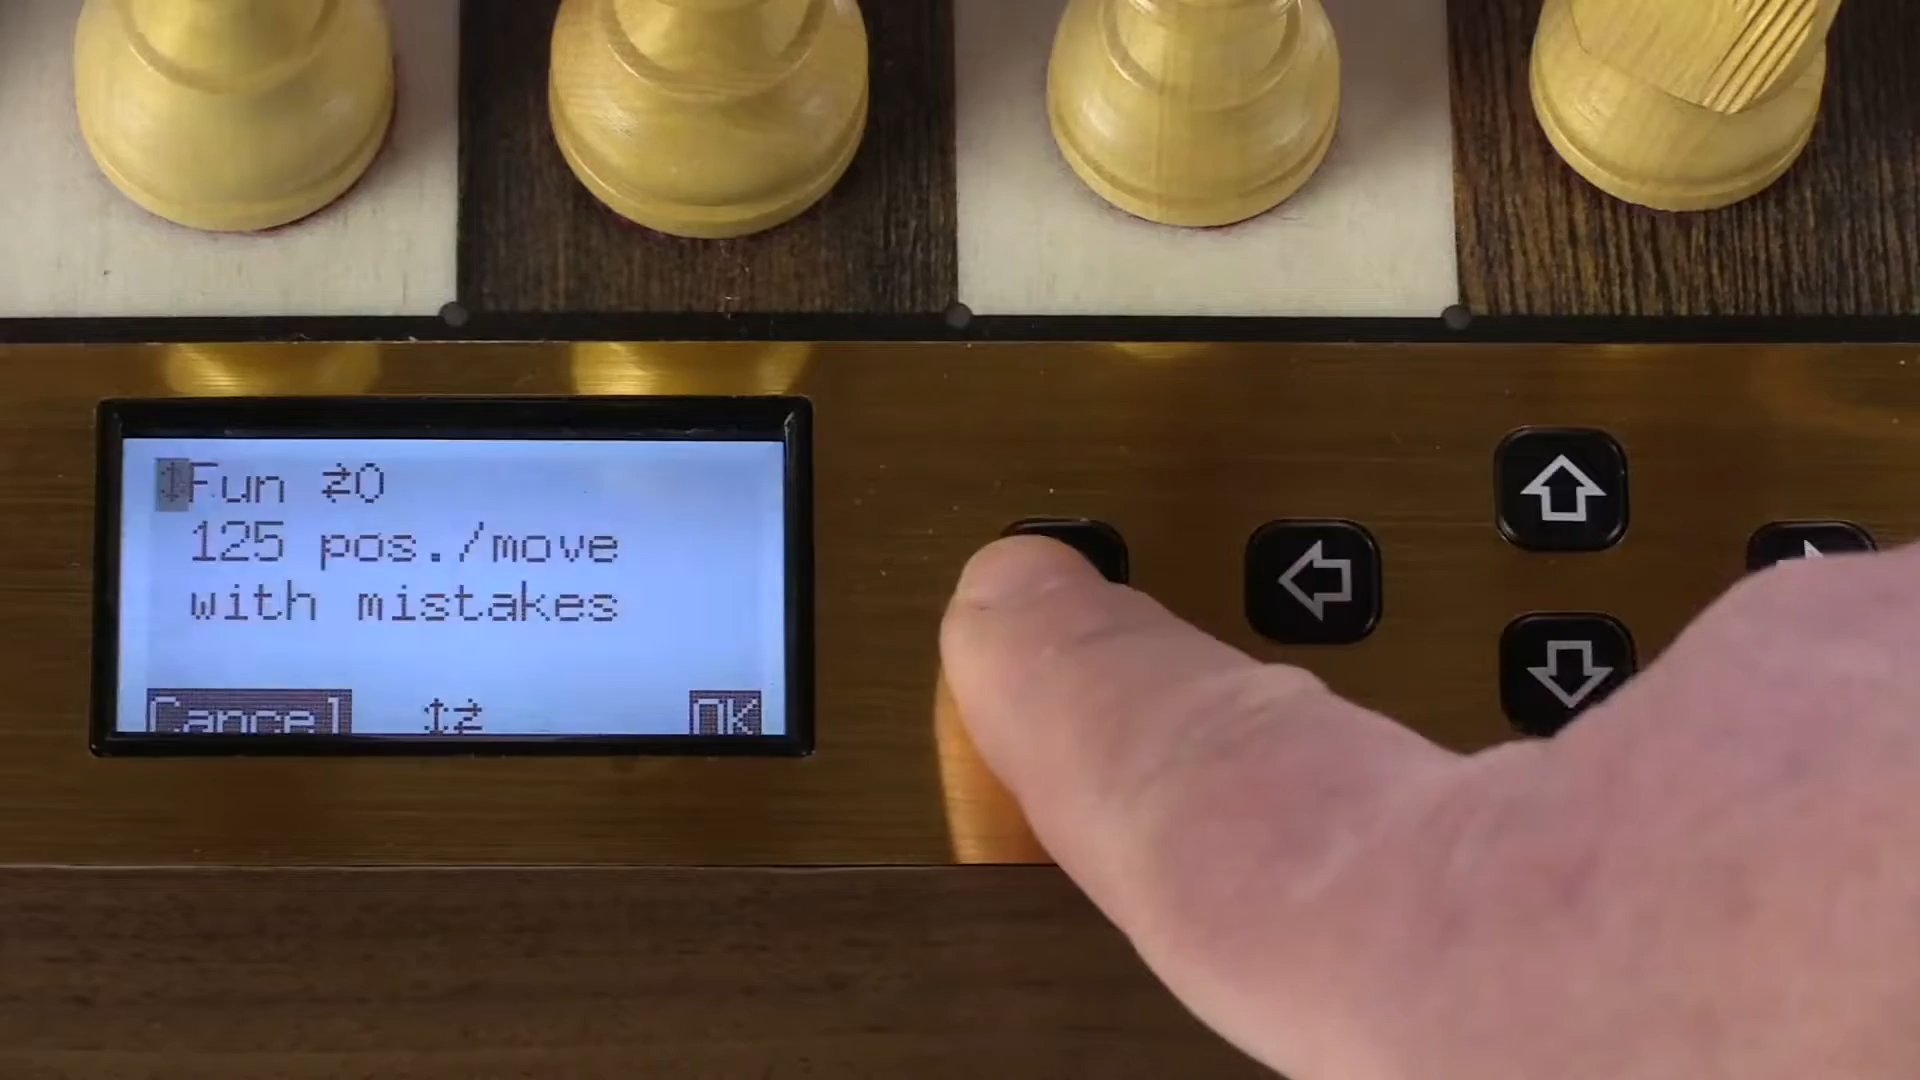 ↕Fun ⇄0
125 pos./move
with mistakes
Cancel ↕⇄ OK